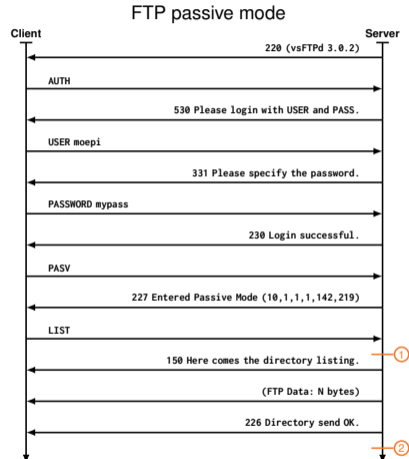 FTP passive mode
Client
Server
220 (vsFTPd 3.0.2)
AUTH
530 Please login with USER and PASS.
USER moepi
331 Please specify the password.
PASSWORD mypass
230 Login successful.
PASV
227 Entered Passive Mode (10,1,1,1,142,219)
LIST
1
150 Here comes the directory listing.
(FTP Data: N bytes)
226 Directory send OK.
2